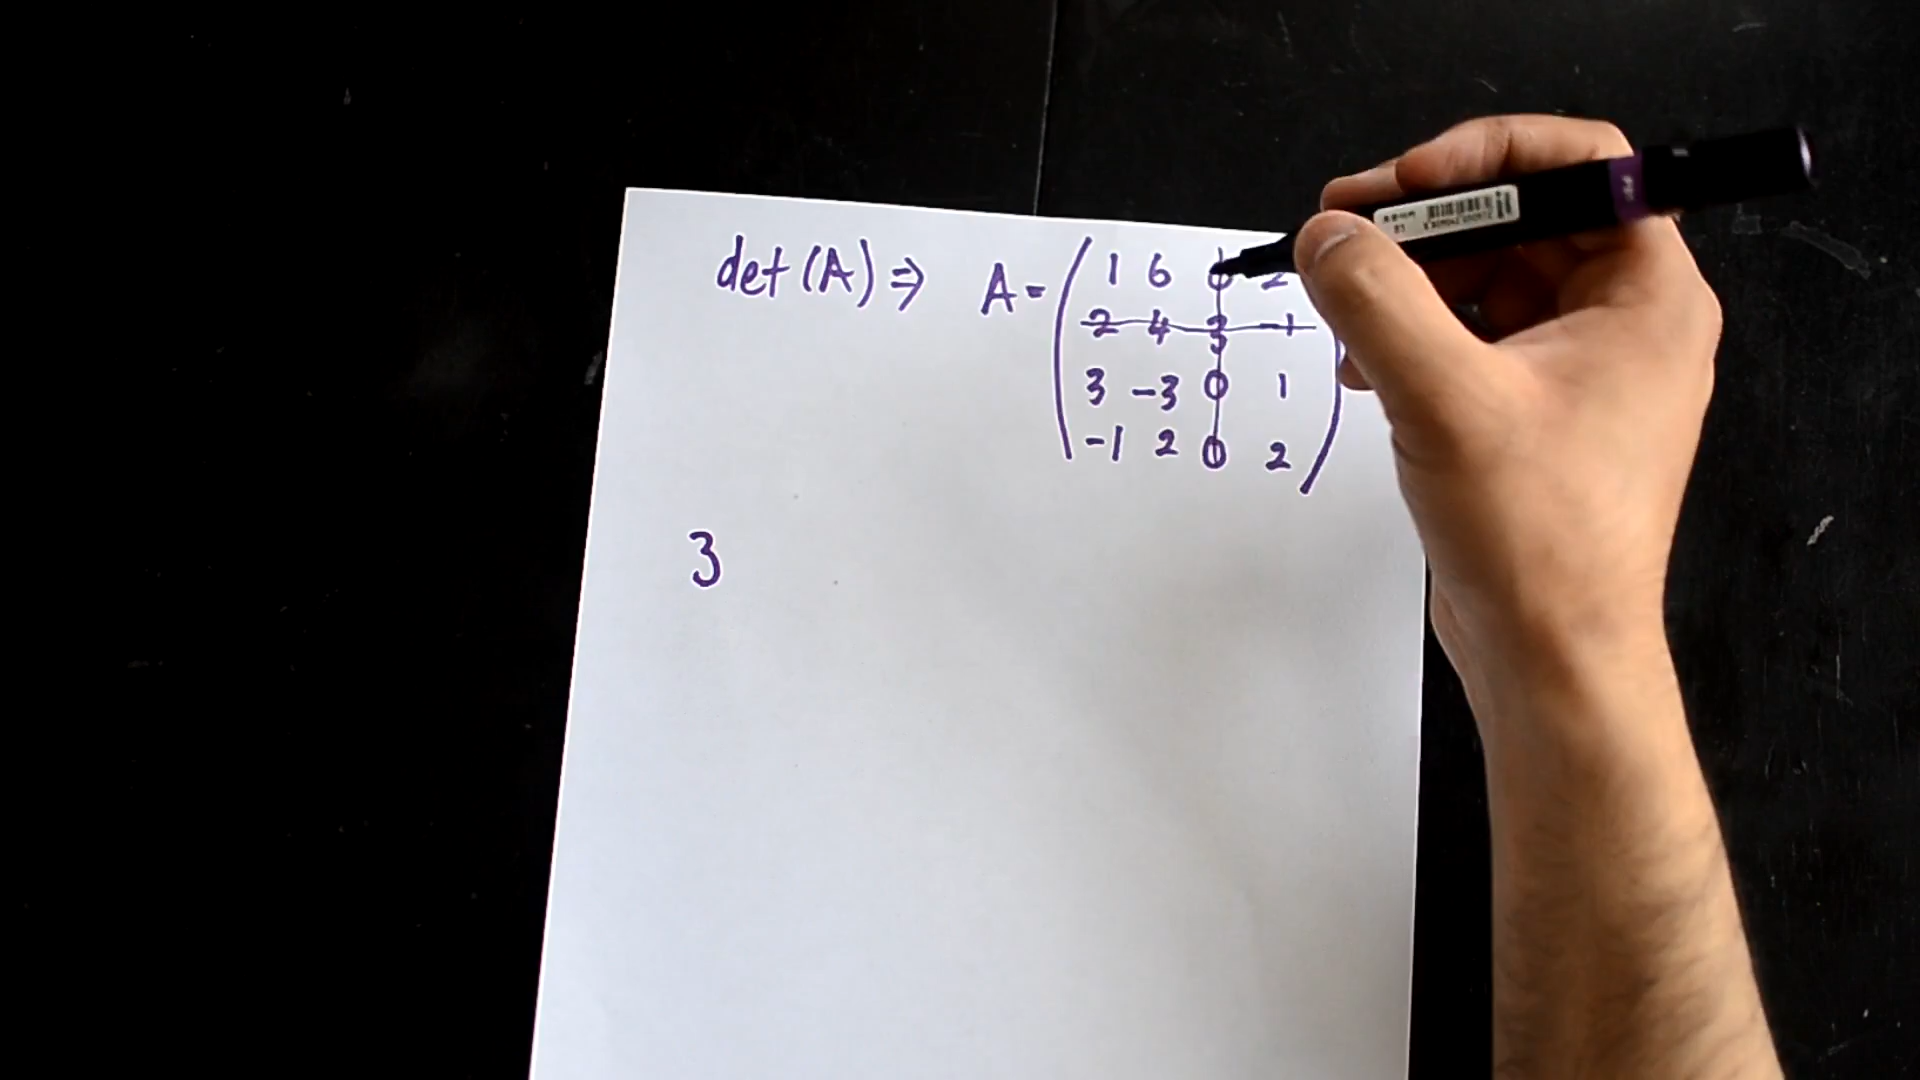 det(A) ⇒ A = ( 1 6 0 2
2 4 3 -1
3 -3 0 1
-1 2 0 2 )
3